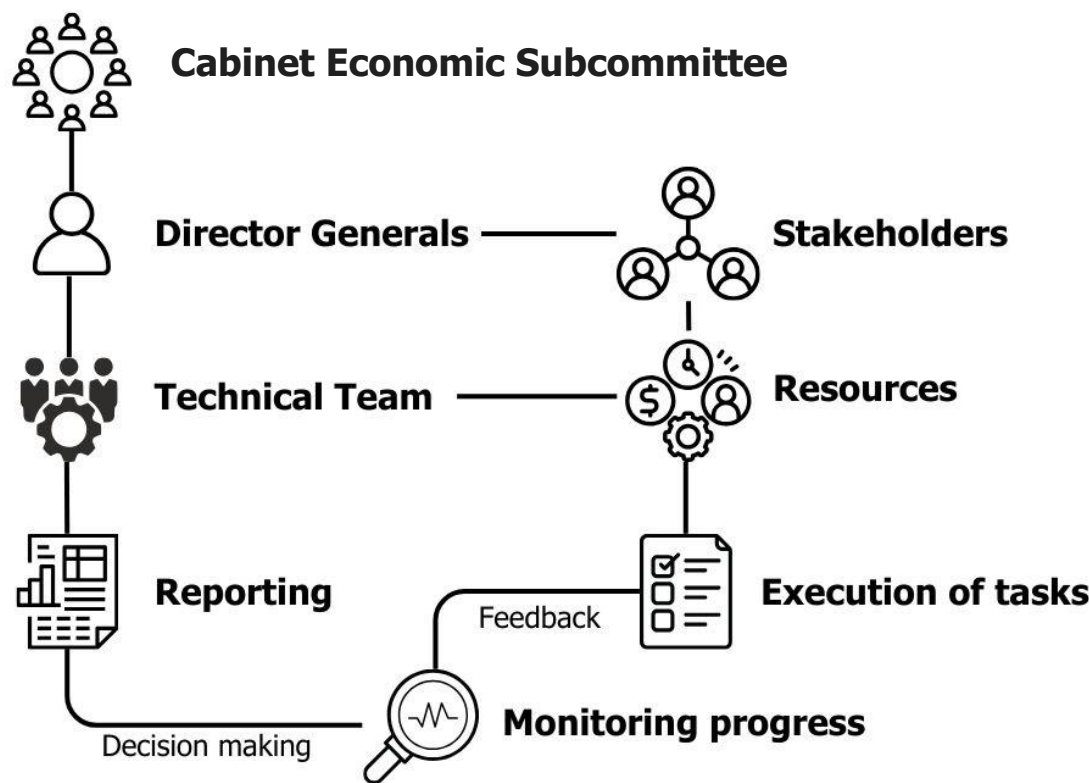 Cabinet Economic Subcommittee
Director Generals
Stakeholders
Technical Team
$
Resources
Reporting
Execution of tasks
Feedback
Monitoring progress
Decision making